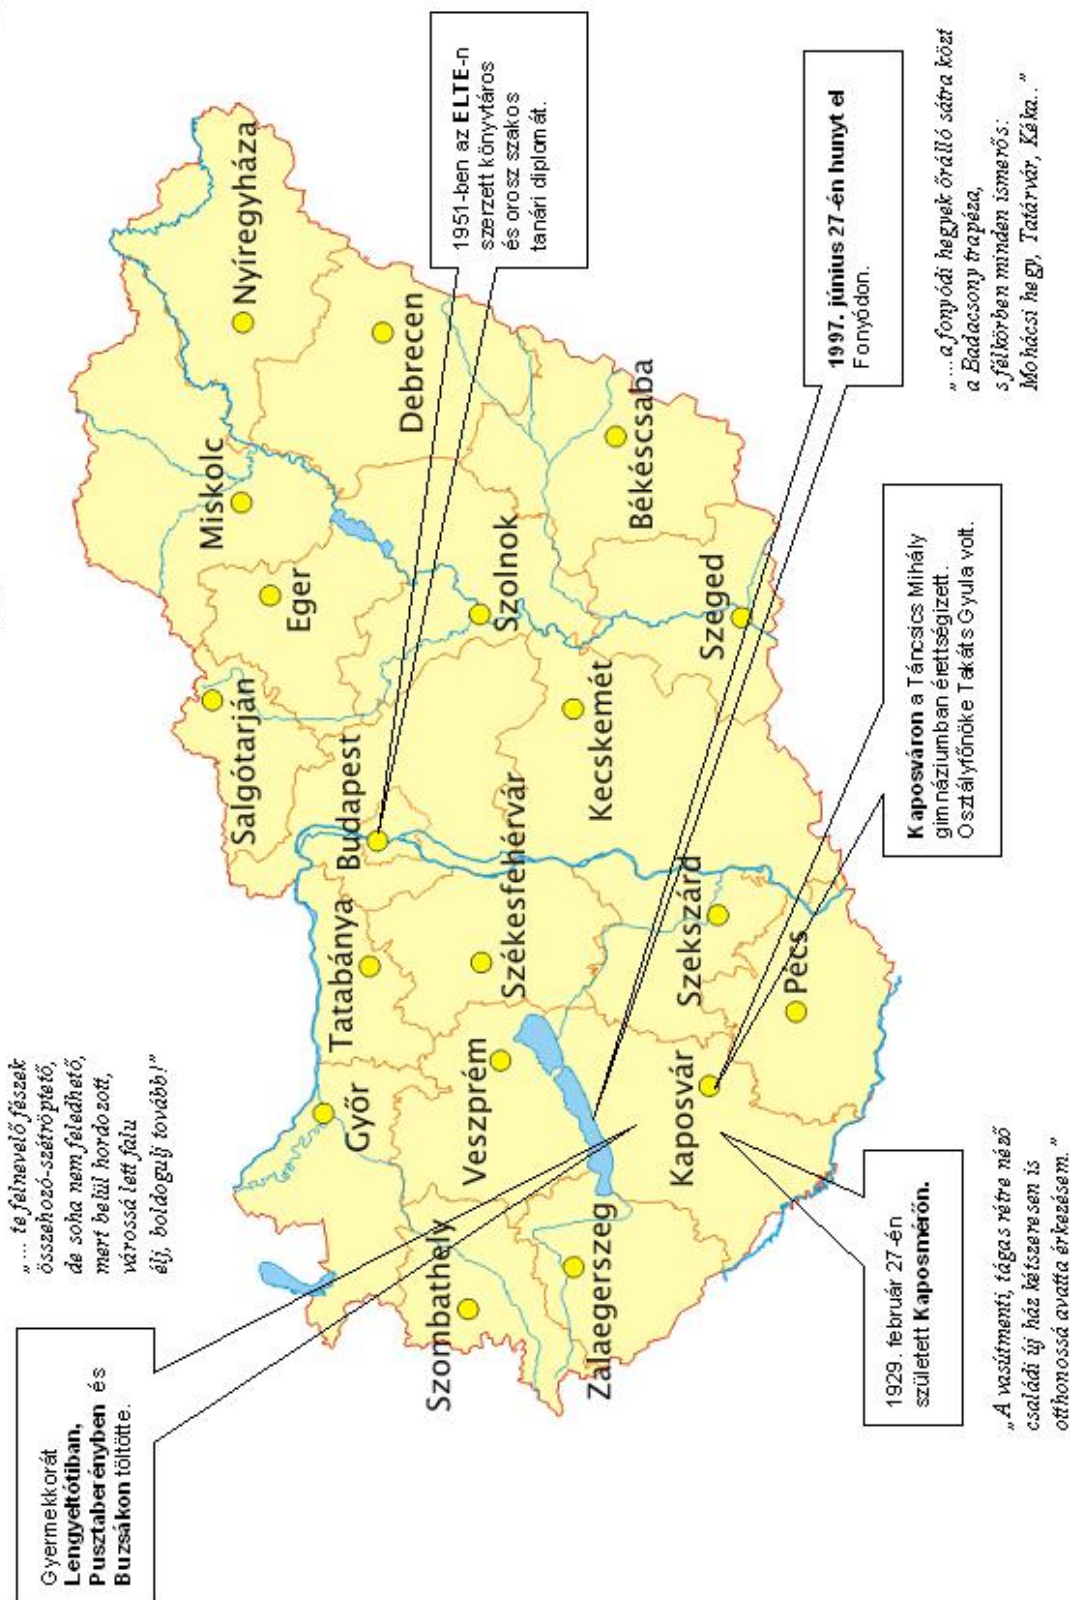 Gyermekkorát
Lengyeltótiban,
Pusztaberényben és
Buzsákon töltötte.
„.... te felnevelő fészek
összehozó-szétröptető,
de soha nem feledhető,
mert belül hordozott,
várossá lett falu
élj, boldogulj tovább!”
1951-ben az ELTE-n
szerzett könyvtáros
és orosz szakos
tanári diplomát.
Salgótarján
Miskolc
Nyíregyháza
Eger
Győr
Tatabánya
Budapest
Debrecen
Szombathely
Veszprém
Székesfehérvár
Szolnok
Zalaegerszeg
Kecskemét
Békéscsaba
Kaposvár
Szekszárd
Szeged
Pécs
1929. február 27-én
született Kaposmérőn.
„A vasútmenti, tágas rétre néző
családi új ház kétszeresen is
otthonossá avatta érkezésem.”
Kaposváron a Táncsics Mihály
gimnáziumban érettségizett.
Osztályfőnöke Takáts Gyula volt.
1997. június 27-én hunyt el
Fonyódon.
„....a fonyódi hegyek őrálló sátra közt
a Badacsony trapéza,
s félkörben minden ismerős:
Mohácsi hegy, Tatárvár, Kéka..”